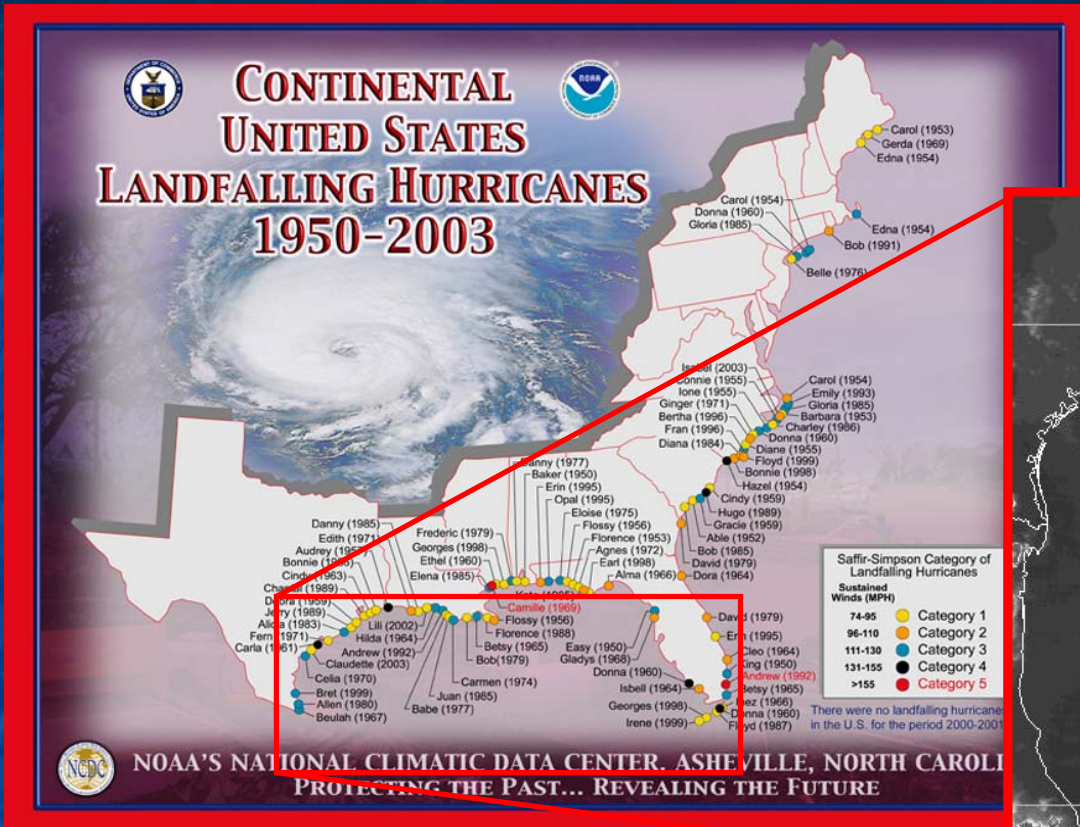 CONTINENTAL
UNITED STATES
LANDFALLING HURRICANES
1950-2003
NOAA
Carol (1953)
Gerda (1969)
Edna (1954)
Carol (1954)
Donna (1960)
Gloria (1985)
Edna (1954)
Bob (1991)
Belle (1976)
Isabel (2003)
Connie (1955)
Ione (1955)
Ginger (1971)
Bertha (1996)
Fran (1996)
Diana (1984)
Carol (1954)
Emily (1993)
Gloria (1985)
Barbara (1953)
Charley (1986)
Donna (1960)
Diane (1955)
Floyd (1999)
Bonnie (1998)
Hazel (1954)
Cindy (1959)
Hugo (1989)
Gracie (1959)
Able (1952)
Bob (1985)
David (1979)
Dora (1964)
Danny (1977)
Baker (1950)
Erin (1995)
Opal (1995)
Eloise (1975)
Flossy (1956)
Florence (1953)
Agnes (1972)
Earl (1998)
Alma (1966)
Frederic (1979)
Georges (1998)
Ethel (1960)
Elena (1985)
Camille (1969)
Danny (1985)
Edith (1971)
Audrey (1957)
Bonnie
Cindy (1963)
Chantal (1989)
Debra (1959)
Jerry (1989)
Alicia (1983)
Fern (1971)
Carla (1961)
Lili (2002)
Hilda (1964)
Andrew (1992)
Claudette (2003)
Celia (1970)
Bret (1999)
Allen (1980)
Beulah (1967)
Flossy (1956)
Florence (1988)
Betsy (1965)
Bob(1979)
Carmen (1974)
Juan (1985)
Babe (1977)
Easy (1950)
Gladys (1968)
Donna (1960)
Isbell (1964)
Georges (1998)
Irene (1999)
David (1979)
Erin (1995)
Cleo (1964)
King (1950)
Andrew (1992)
Betsy (1965)
Inez (1966)
Donna (1960)
Floyd (1987)
Saffir-Simpson Category of
Landfalling Hurricanes
Sustained
Winds (MPH)
74-95 Category 1
96-110 Category 2
111-130 Category 3
131-155 Category 4
>155 Category 5
There were no landfalling hurricanes
in the U.S. for the period 2000-2001
NCDC
NOAA'S NATIONAL CLIMATIC DATA CENTER, ASHEVILLE, NORTH CAROLI
PROTECTING THE PAST... REVEALING THE FUTURE